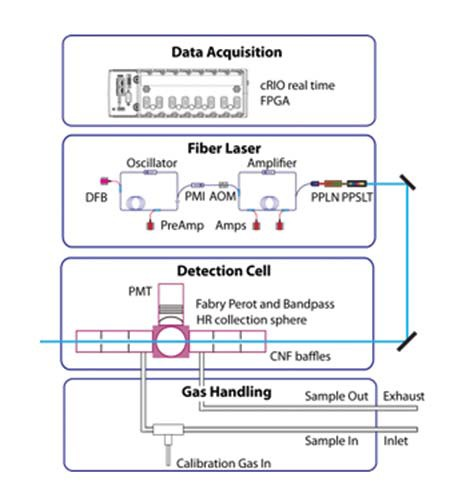 Data Acquisition
cRIO real time
FPGA
Fiber Laser
Oscillator
Amplifier
DFB
PMI
AOM
PPLN PPSLT
PreAmp
Amps
Detection Cell
PMT
Fabry Perot and Bandpass
HR collection sphere
CNF baffles
Gas Handling
Sample Out
Exhaust
Sample In
Inlet
Calibration Gas In